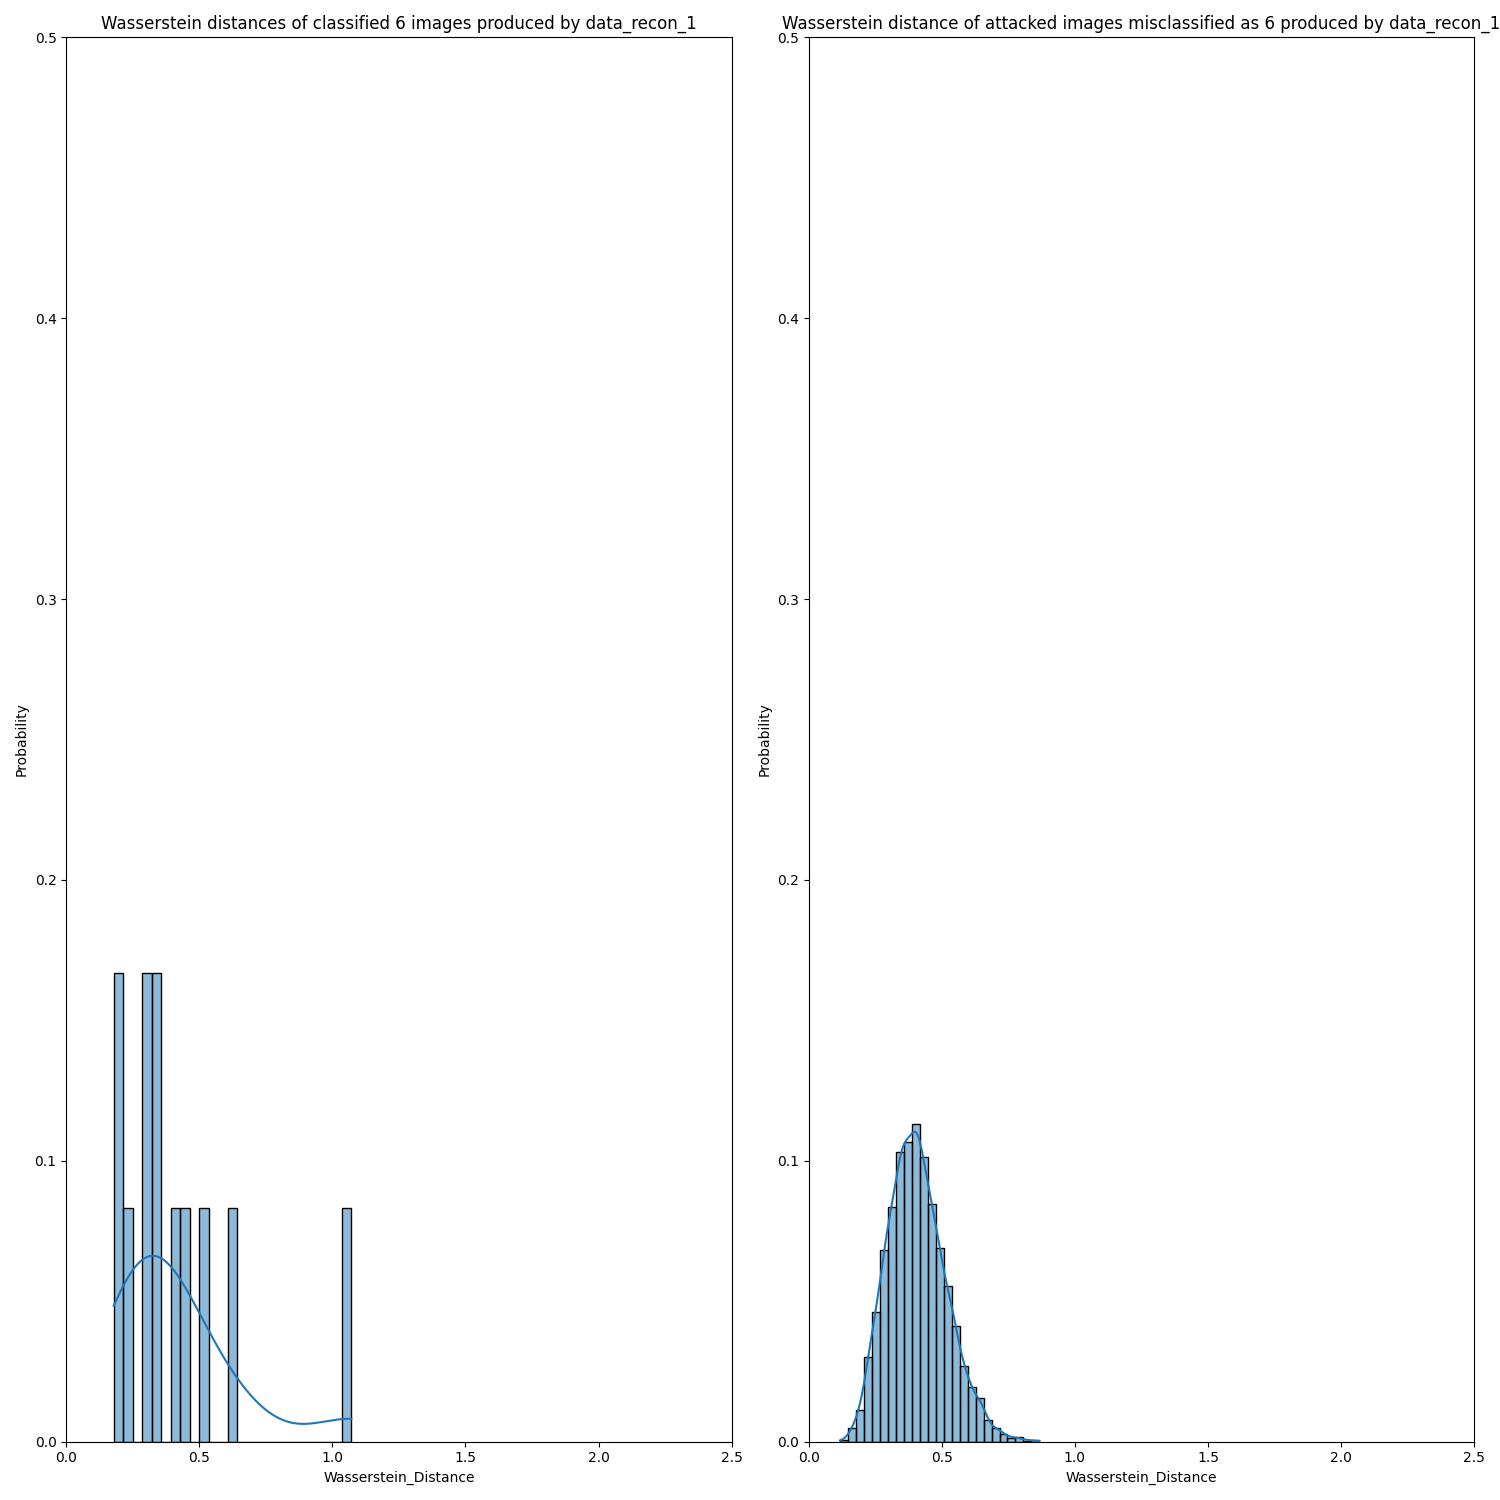 Wasserstein distances of classified 6 images produced by data_recon_1
0.5
0.4
0.3
0.2
0.1
0.0
Probability
0.0 0.5 1.0 1.5 2.0 2.5
Wasserstein_Distance
Wasserstein distance of attacked images misclassified as 6 produced by data_recon_1
0.5
0.4
0.3
0.2
0.1
0.0
Probability
0.0 0.5 1.0 1.5 2.0 2.5
Wasserstein_Distance